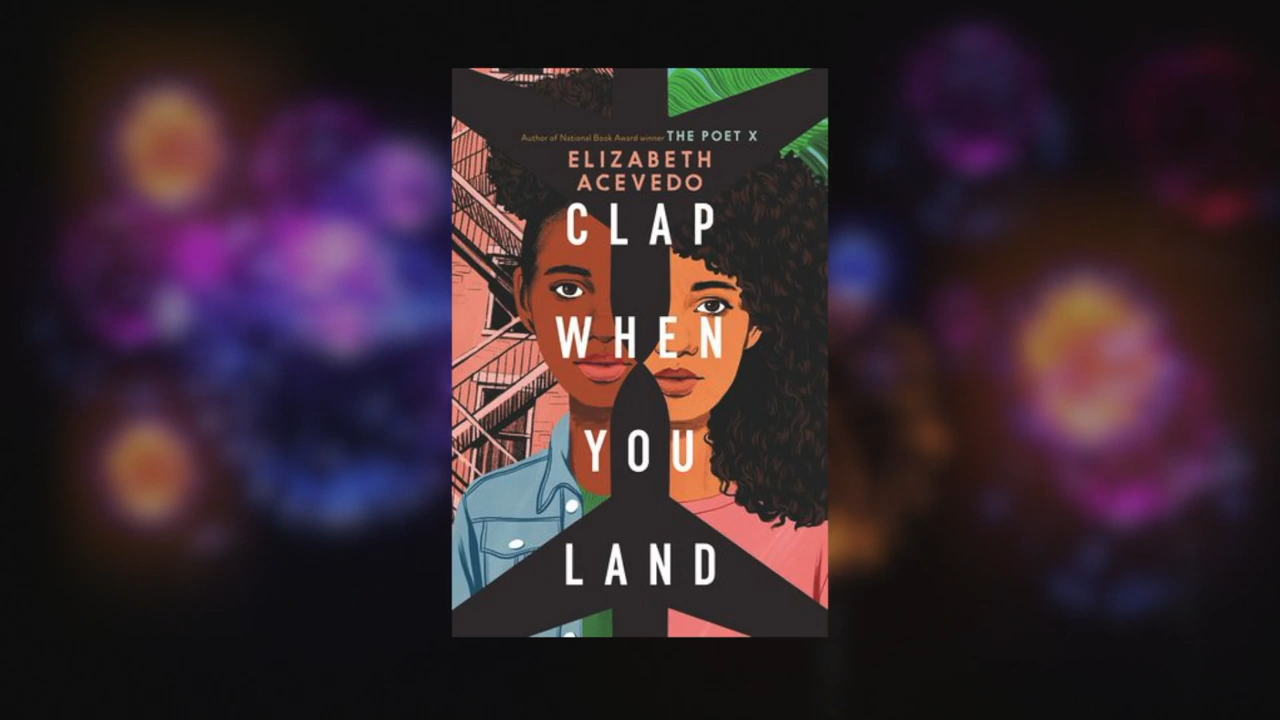 Author of National Book Award winner THE POET X
ELIZABETH
ACEVEDO
CLAP
WHEN
YOU
LAND